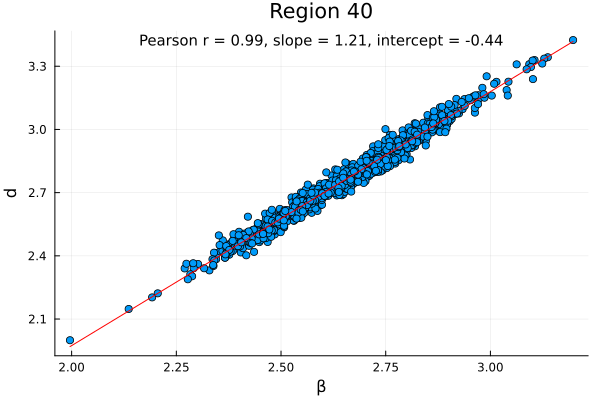 Region 40
Pearson r = 0.99, slope = 1.21, intercept = -0.44
3.3
3.0
2.7
2.4
2.1
d
2.00 2.25 2.50 2.75 3.00
β